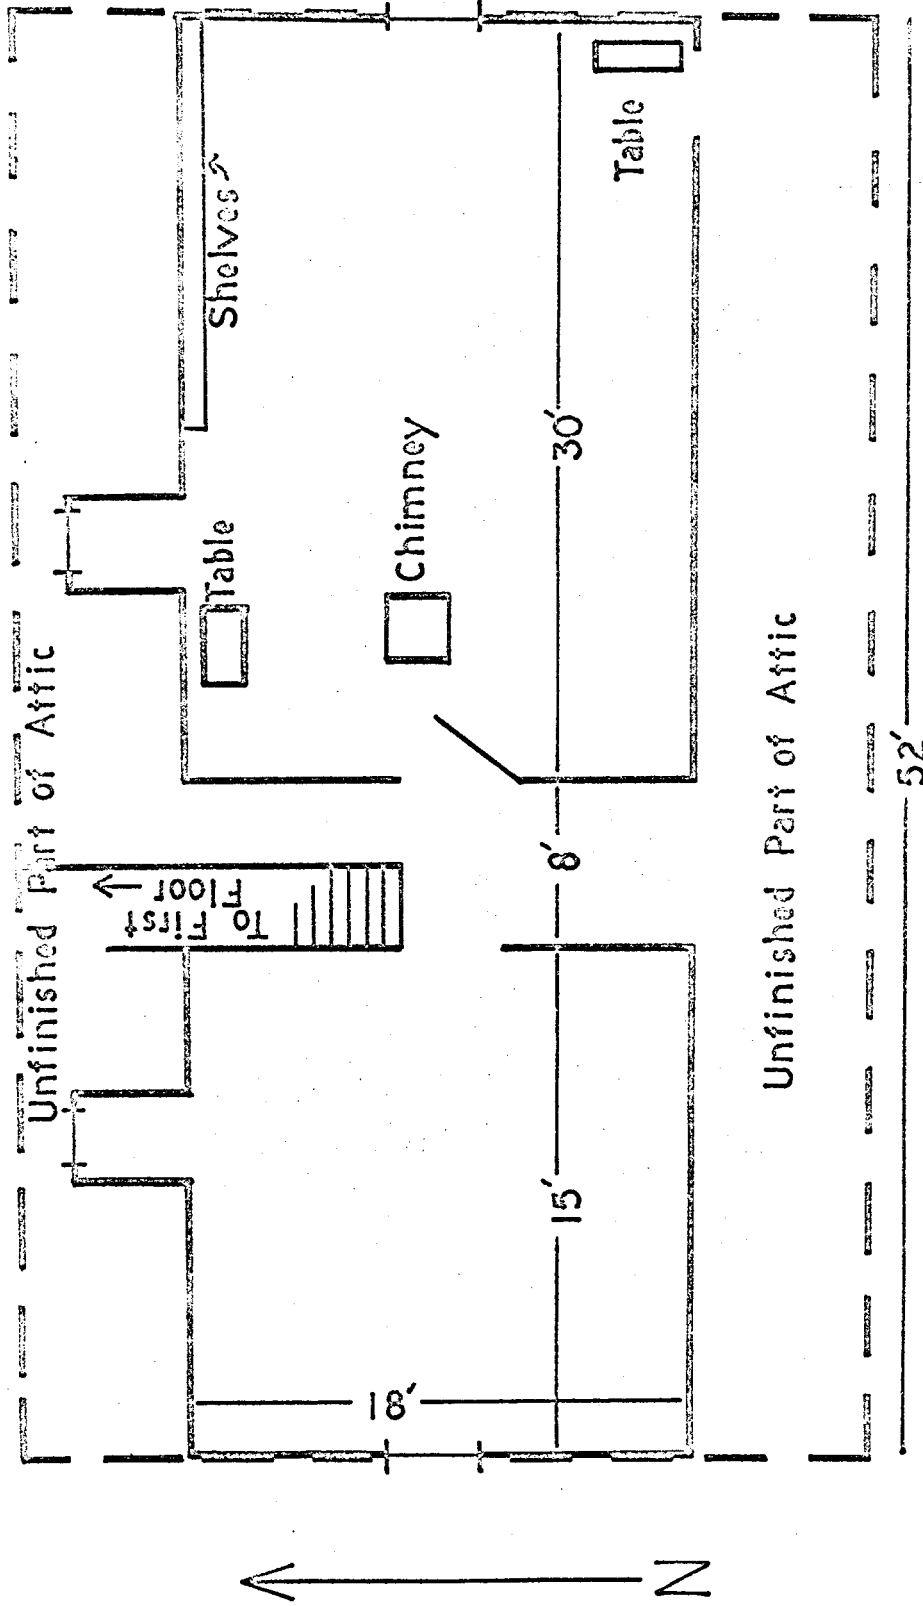 Unfinished Part of Attic
To First
Floor
Shelves
Table
Table
Chimney
30'
8'
15'
18'
Unfinished Part of Attic
52'
N